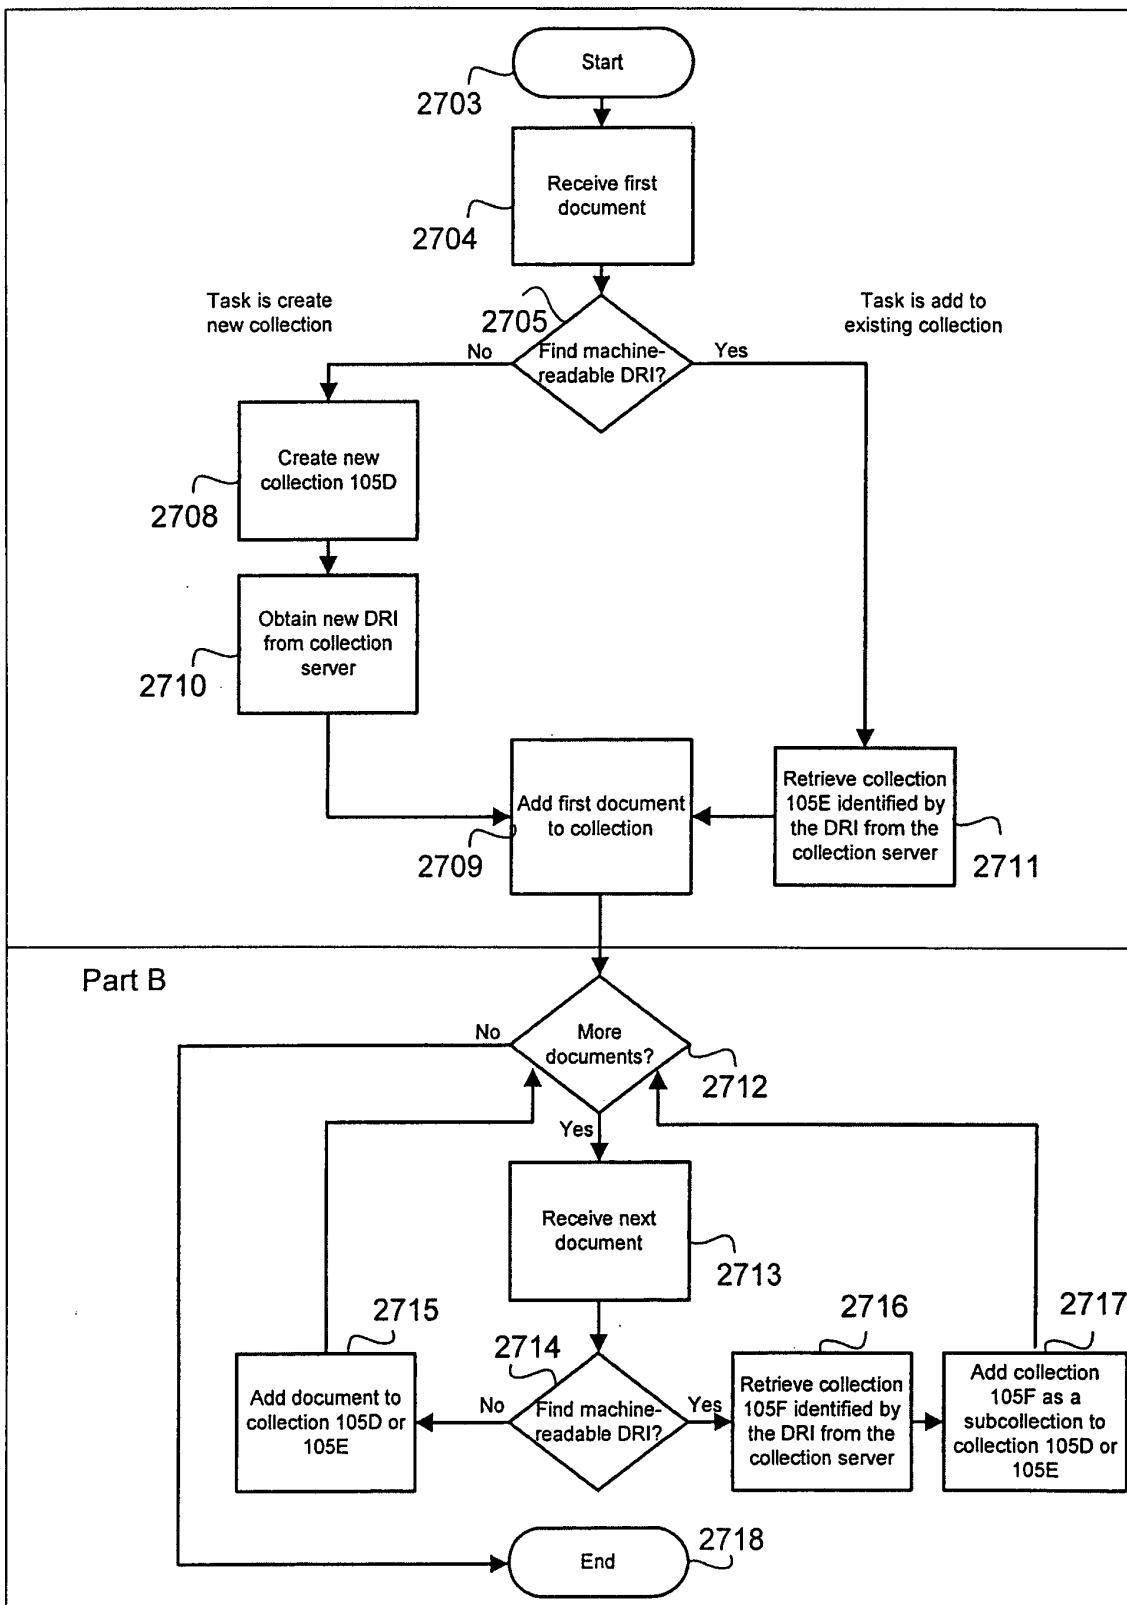 Start
2703
Receive first
document
2704
Task is create
new collection
Task is add to
existing collection
2705
No
Find machine-
readable DRI?
Yes
Create new
collection 105D
2708
Obtain new DRI
from collection
server
2710
Add first document
to collection
2709
Retrieve collection
105E identified by
the DRI from the
collection server
2711
Part B
No
More
documents?
2712
Yes
Receive next
document
2713
2715
Add document to
collection 105D or
105E
2714
No
Find machine-
readable DRI?
Yes
2716
Retrieve collection
105F identified by
the DRI from the
collection server
2717
Add collection
105F as a
subcollection to
collection 105D or
105E
End
2718